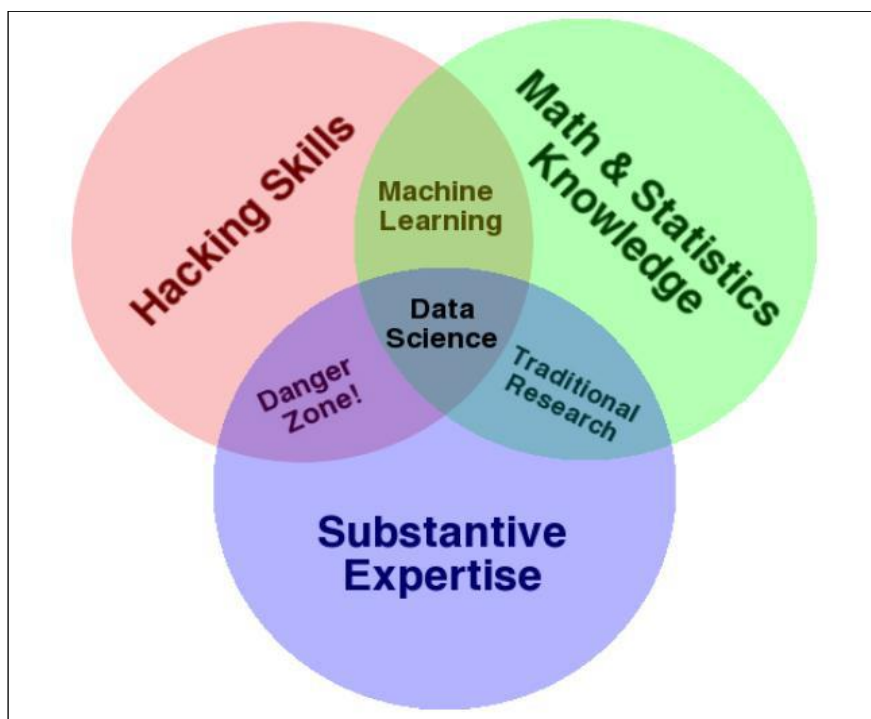 Hacking Skills
Math & Statistics
Knowledge
Machine
Learning
Data
Science
Danger
Zone!
Traditional
Research
Substantive
Expertise